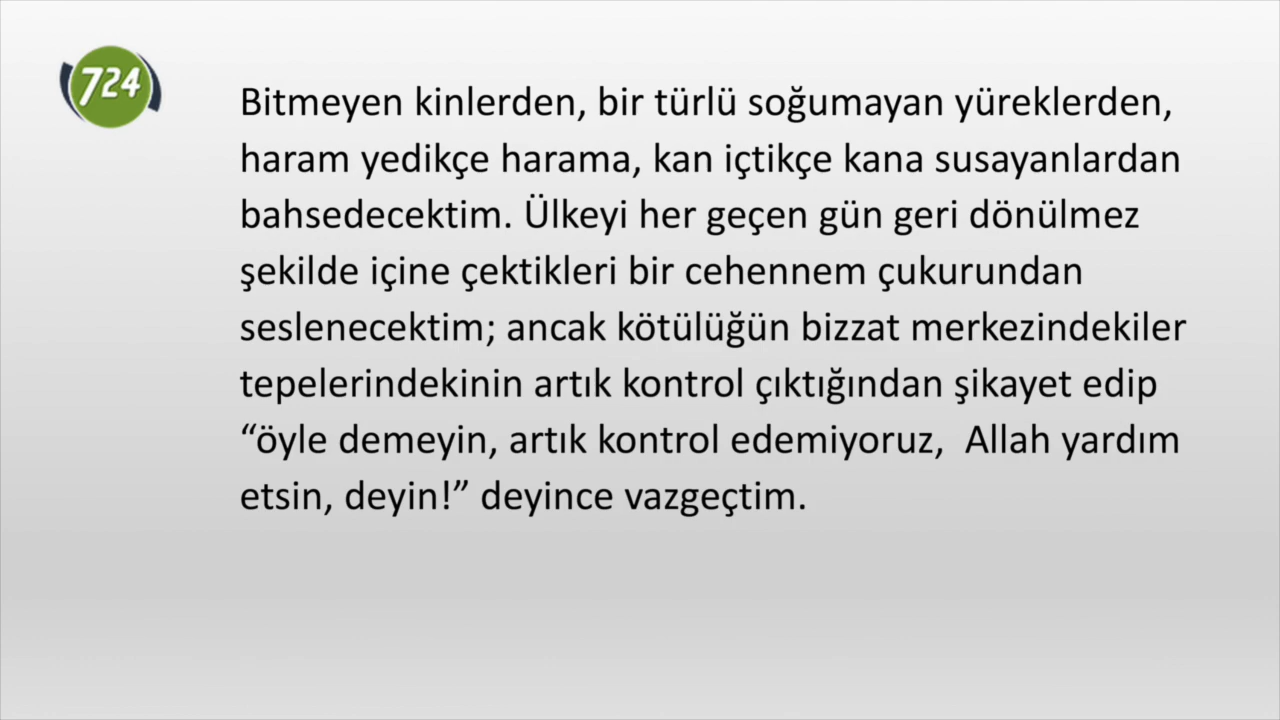 724
Bitmeyen kinlerden, bir türlü soğumayan yüreklerden,
haram yedikçe harama, kan içtikçe kana susayanlardan
bahsedecektim. Ülkeyi her geçen gün geri dönülmez
şekilde içine çektikleri bir cehennem çukurundan
seslenecektim; ancak kötülüğün bizzat merkezindekiler
tepelerindekinin artık kontrol çıktığından şikayet edip
“öyle demeyin, artık kontrol edemiyoruz,  Allah yardım
etsin, deyin!” deyince vazgeçtim.